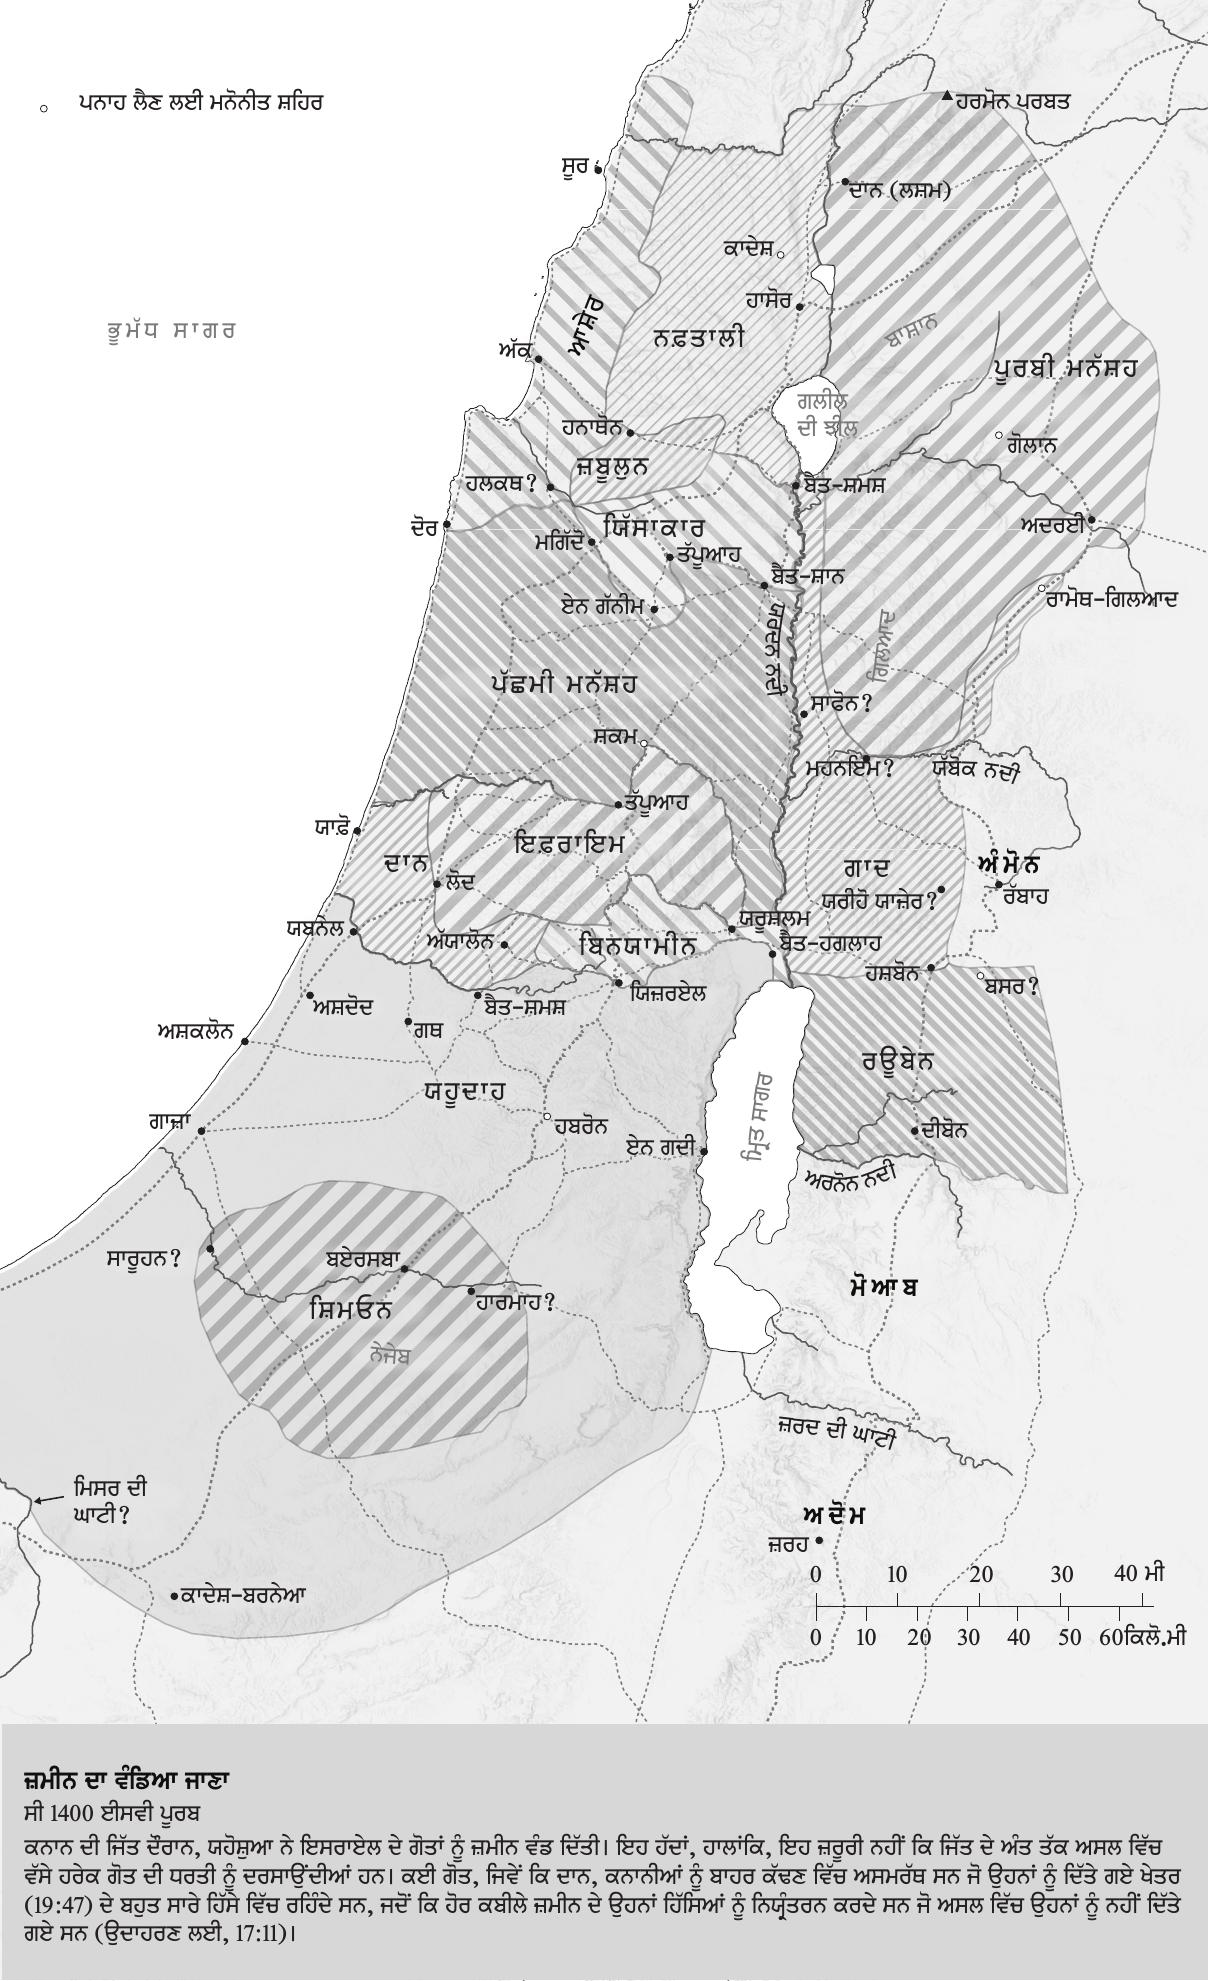 ਪਨਾਹ ਲੈਣ ਲਈ ਮਨੋਨੀਤ ਸ਼ਹਿਰ
ਹਰਮੋਨ ਪਰਬਤ
ਸੂਰ
ਦਾਨ (ਲਸ਼ਮ)
ਕਾਦੇਸ਼
ਹਾਸੋਰ
ਆਸ਼ੇਰ
ਨਫ਼ਤਾਲੀ
ਭੂਮੱਧ ਸਾਗਰ
ਬਾਸ਼ਾਨ
ਅੱਕੋ
ਪੂਰਬੀ ਮਨੱਸ਼ਹ
ਗਲੀਲ
ਦੀ ਝੀਲ
ਹਨਾਥੋਨ
ਗੋਲਾਨ
ਜ਼ਬੂਲੁਨ
ਹਲਕਥ?
ਬੈਤ-ਸ਼ਮਸ਼
ਦੋਰ
ਯਿੱਸਾਕਾਰ
ਅਦਰਈ
ਮਗਿੱਦੋ
ਤੱਪੂਆਹ
ਬੈਤ-ਸ਼ਾਨ
ਏਨ ਗੱਨੀਮ
ਰਾਮੋਥ-ਗਿਲਆਦ
ਯਰਦਨ ਨਦੀ
ਗਿਲਆਦ
ਪੱਛਮੀ ਮਨੱਸ਼ਹ
ਸਾਫੋਨ?
ਸ਼ਕਮ
ਮਹਨਇਮ?
ਯੱਬੋਕ ਨਦੀ
ਤੱਪੂਆਹ
ਯਾਫ਼ੋ
ਇਫ਼ਰਾਇਮ
ਦਾਨ
ਗਾਦ
ਅੰਮੋਨ
ਲੋਦ
ਯਰੀਹੋ ਯਾਜ਼ੇਰ?
ਰੱਬਾਹ
ਯਰੂਸ਼ਲਮ
ਯਬਨੇਲ
ਅੱਯਾਲੋਨ
ਬਿਨਯਾਮੀਨ
ਬੈਤ-ਹਗਲਾਹ
ਹਸ਼ਬੋਨ
ਬਸਰ?
ਯਿਜ਼ਰਏਲ
ਅਸ਼ਦੋਦ
ਬੈਤ-ਸ਼ਮਸ਼
ਅਸ਼ਕਲੋਨ
ਗਥ
ਰਊਬੇਨ
ਯਹੂਦਾਹ
ਮ੍ਰਿਤ ਸਾਗਰ
ਗਾਜ਼ਾ
ਹਬਰੋਨ
ਦੀਬੋਨ
ਏਨ ਗਦੀ
ਅਰਨੋਨ ਨਦੀ
ਸਾਰੂਹਨ?
ਬਏਰਸਬਾ
ਮੋਆਬ
ਸ਼ਿਮਓਨ
ਹਾਰਮਾਹ?
ਨੇਜੇਬ
ਜ਼ਰਦ ਦੀ ਘਾਟੀ
ਮਿਸਰ ਦੀ
ਘਾਟੀ?
ਅਦੋਮ
ਜ਼ਰਹ
ਕਾਦੇਸ਼-ਬਰਨੇਆ
0 10 20 30 40 ਮੀ
0 10 20 30 40 50 60ਕਿਲੋ.ਮੀ
ਜ਼ਮੀਨ ਦਾ ਵੰਡਿਆ ਜਾਣਾ
ਸੀ 1400 ਈਸਵੀ ਪੂਰਬ
ਕਨਾਨ ਦੀ ਜਿੱਤ ਦੌਰਾਨ, ਯਹੋਸ਼ੁਆ ਨੇ ਇਸਰਾਏਲ ਦੇ ਗੋਤਾਂ ਨੂੰ ਜ਼ਮੀਨ ਵੰਡ ਦਿੱਤੀ। ਇਹ ਹੱਦਾਂ, ਹਾਲਾਂਕਿ, ਇਹ ਜ਼ਰੂਰੀ ਨਹੀਂ ਕਿ ਜਿੱਤ ਦੇ ਅੰਤ ਤੱਕ ਅਸਲ ਵਿੱਚ
ਵੱਸੇ ਹਰੇਕ ਗੋਤ ਦੀ ਧਰਤੀ ਨੂੰ ਦਰਸਾਉਂਦੀਆਂ ਹਨ। ਕਈ ਗੋਤ, ਜਿਵੇਂ ਕਿ ਦਾਨ, ਕਨਾਨੀਆਂ ਨੂੰ ਬਾਹਰ ਕੱਢਣ ਵਿੱਚ ਅਸਮਰੱਥ ਸਨ ਜੋ ਉਹਨਾਂ ਨੂੰ ਦਿੱਤੇ ਗਏ ਖੇਤਰ
(19:47) ਦੇ ਬਹੁਤ ਸਾਰੇ ਹਿੱਸੇ ਵਿੱਚ ਰਹਿੰਦੇ ਸਨ, ਜਦੋਂ ਕਿ ਹੋਰ ਕਬੀਲੇ ਜ਼ਮੀਨ ਦੇ ਉਹਨਾਂ ਹਿੱਸਿਆਂ ਨੂੰ ਨਿਯੰਤਰਨ ਕਰਦੇ ਸਨ ਜੋ ਅਸਲ ਵਿੱਚ ਉਹਨਾਂ ਨੂੰ ਨਹੀਂ ਦਿੱਤੇ
ਗਏ ਸਨ (ਉਦਾਹਰਣ ਲਈ, 17:11)।